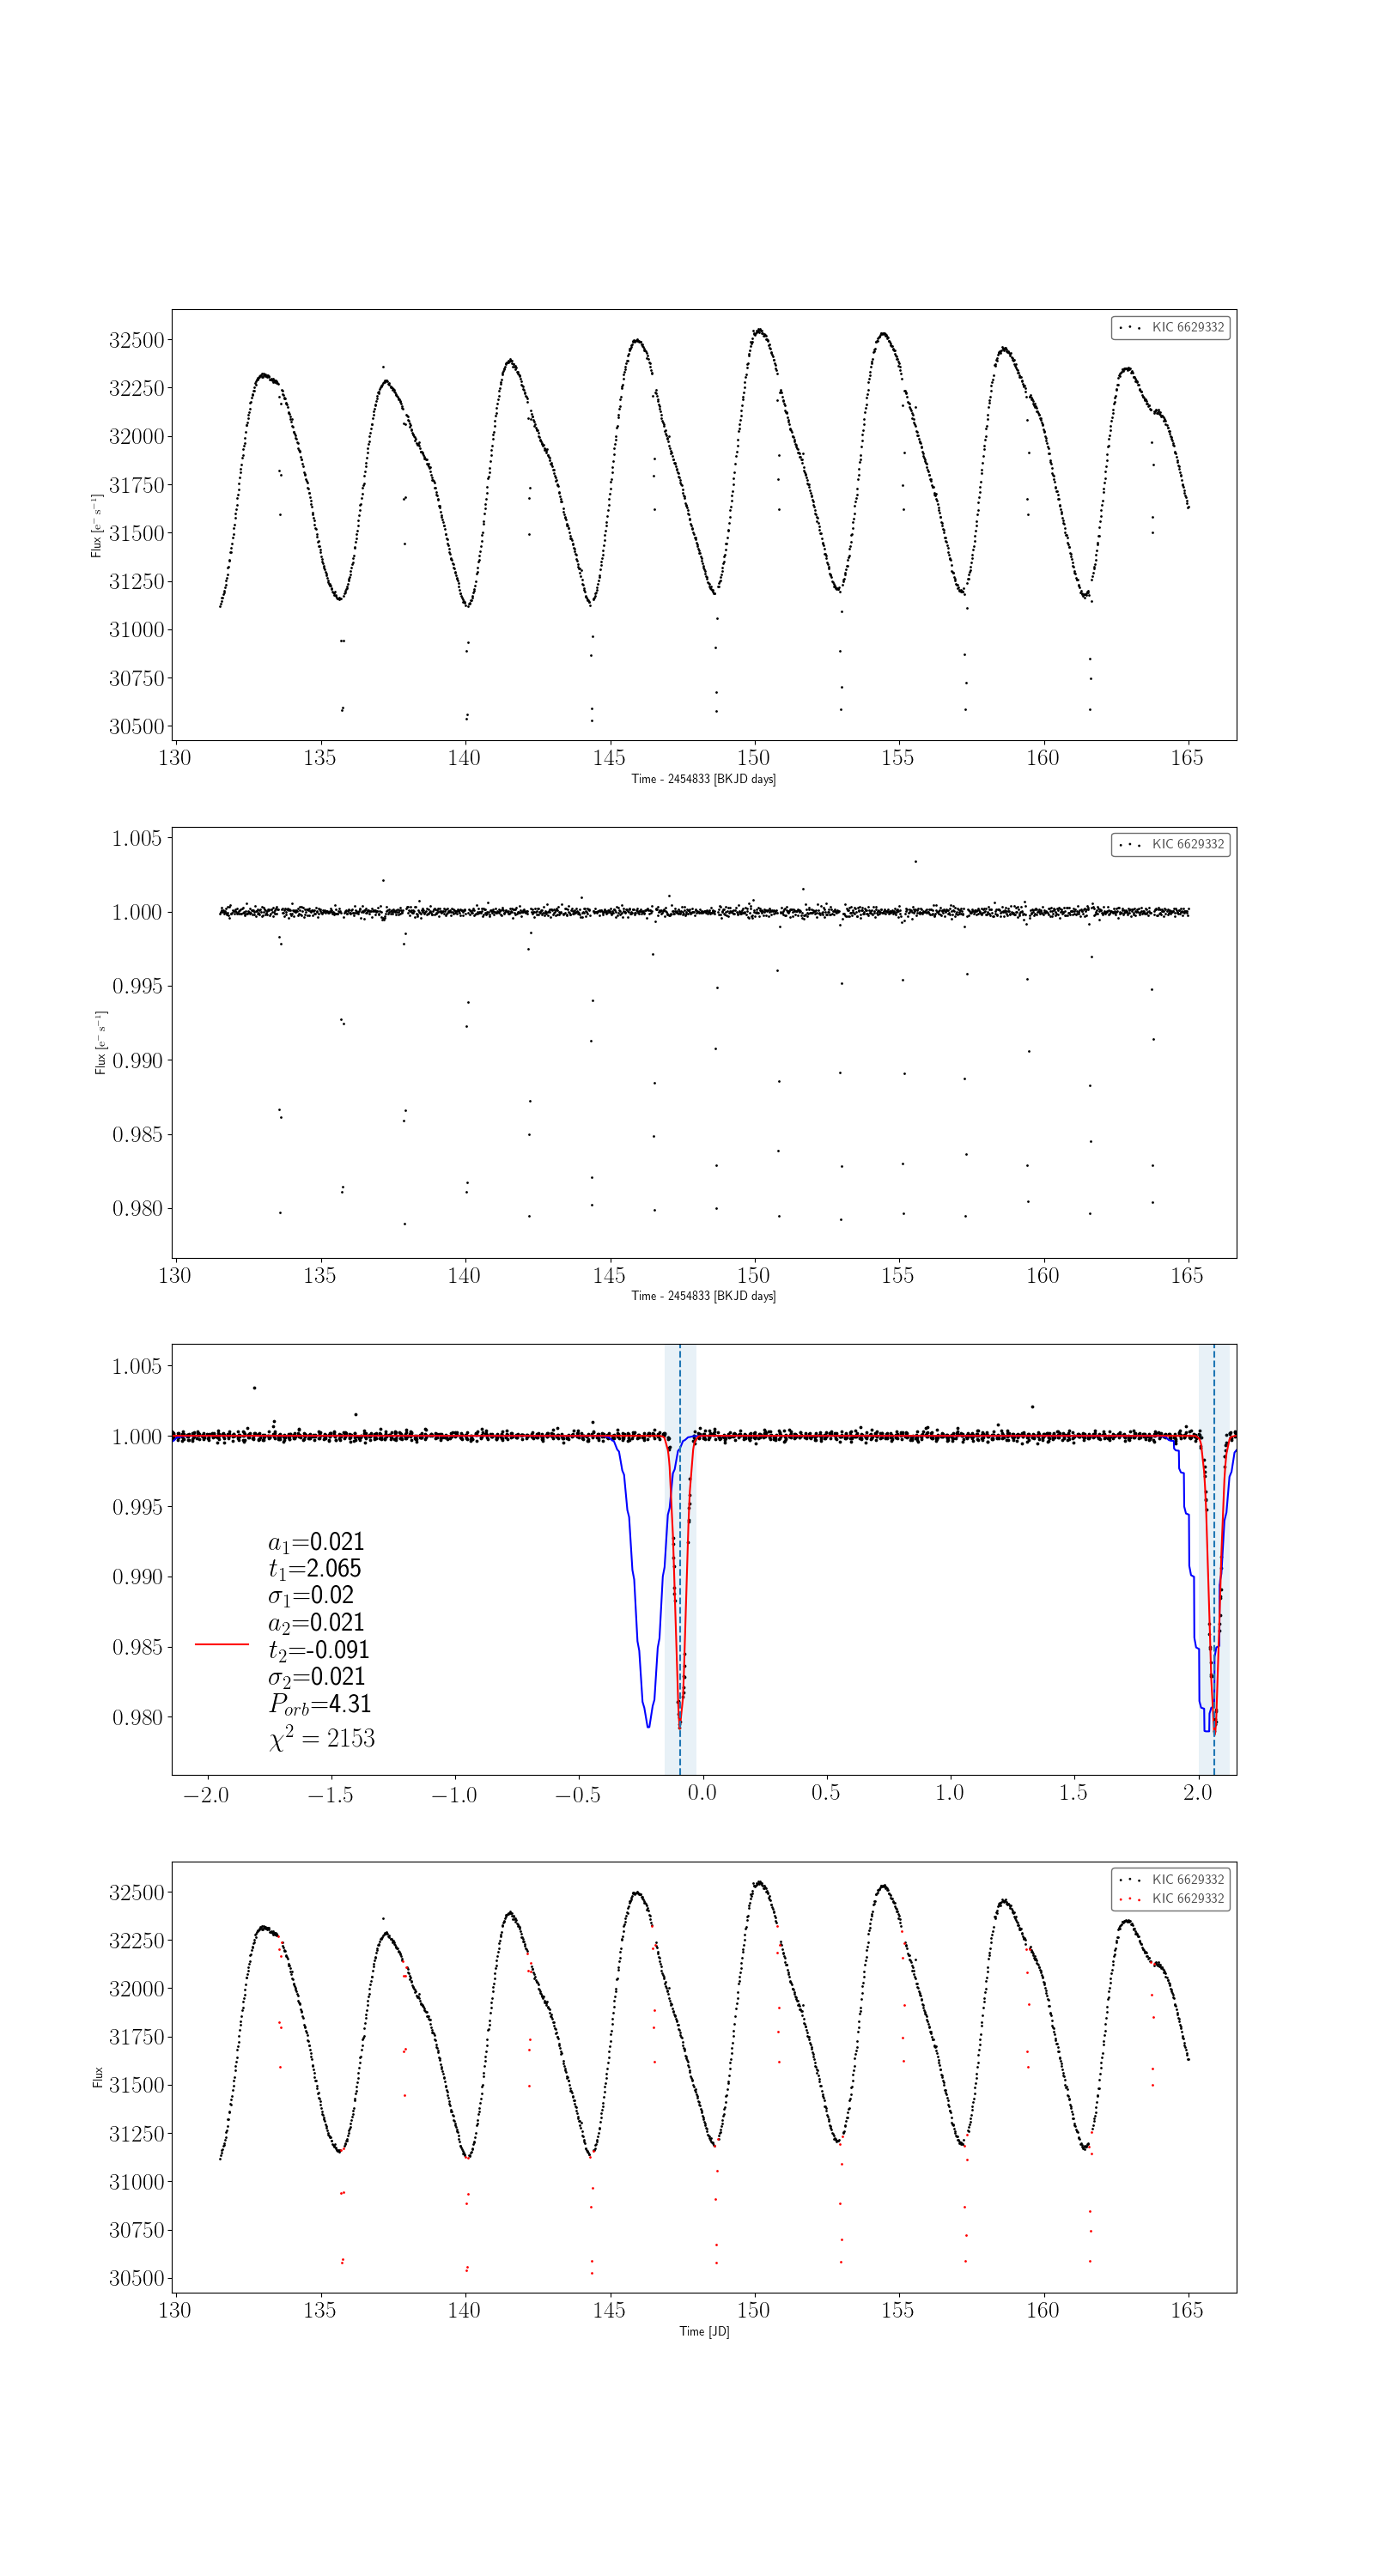 32500
32250
32000
31750
31500
31250
31000
30750
30500
Flux [e⁻ s⁻¹]
KIC 6629332
130 135 140 145 150 155 160 165
Time - 2454833 [BKJD days]
1.005
1.000
0.995
0.990
0.985
0.980
Flux [e⁻ s⁻¹]
KIC 6629332
130 135 140 145 150 155 160 165
Time - 2454833 [BKJD days]
1.005
1.000
0.995
0.990
0.985
0.980
a₁=0.021
t₁=2.065
σ₁=0.02
a₂=0.021
t₂=-0.091
σ₂=0.021
P_orb=4.31
χ² = 2153
−2.0 −1.5 −1.0 −0.5 0.0 0.5 1.0 1.5 2.0
32500
32250
32000
31750
31500
31250
31000
30750
30500
Flux
KIC 6629332
KIC 6629332
130 135 140 145 150 155 160 165
Time [JD]